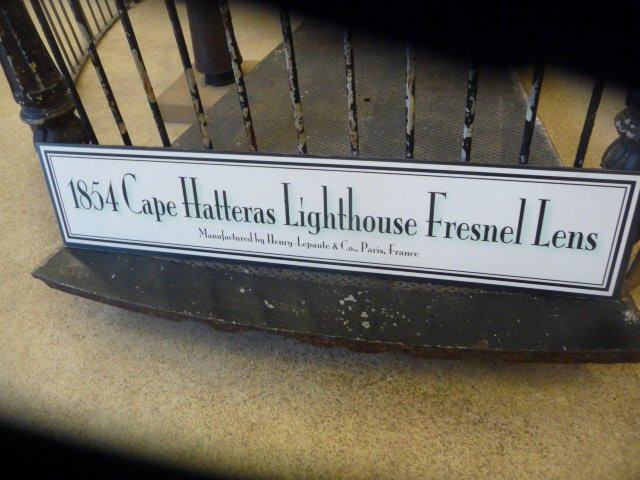 1854 Cape Hatteras Lighthouse Fresnel Lens
Manufactured by Henry-Lepaute & Co., Paris, France